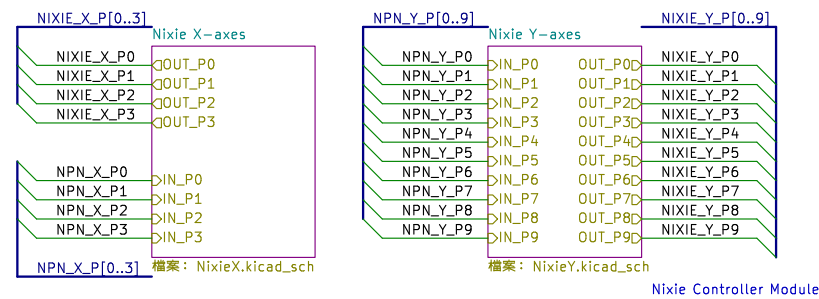 NIXIE_X_P[0..3]
Nixie X-axes
NIXIE_X_P0
OUT_P0
NIXIE_X_P1
OUT_P1
NIXIE_X_P2
OUT_P2
NIXIE_X_P3
OUT_P3
NPN_X_P0
IN_P0
NPN_X_P1
IN_P1
NPN_X_P2
IN_P2
NPN_X_P3
IN_P3
NPN_X_P[0..3]
檔案： NixieX.kicad_sch
NPN_Y_P[0..9]
Nixie Y-axes
NIXIE_Y_P[0..9]
NPN_Y_P0
IN_P0
OUT_P0
NIXIE_Y_P0
NPN_Y_P1
IN_P1
OUT_P1
NIXIE_Y_P1
NPN_Y_P2
IN_P2
OUT_P2
NIXIE_Y_P2
NPN_Y_P3
IN_P3
OUT_P3
NIXIE_Y_P3
NPN_Y_P4
IN_P4
OUT_P4
NIXIE_Y_P4
NPN_Y_P5
IN_P5
OUT_P5
NIXIE_Y_P5
NPN_Y_P6
IN_P6
OUT_P6
NIXIE_Y_P6
NPN_Y_P7
IN_P7
OUT_P7
NIXIE_Y_P7
NPN_Y_P8
IN_P8
OUT_P8
NIXIE_Y_P8
NPN_Y_P9
IN_P9
OUT_P9
NIXIE_Y_P9
檔案： NixieY.kicad_sch
Nixie Controller Module